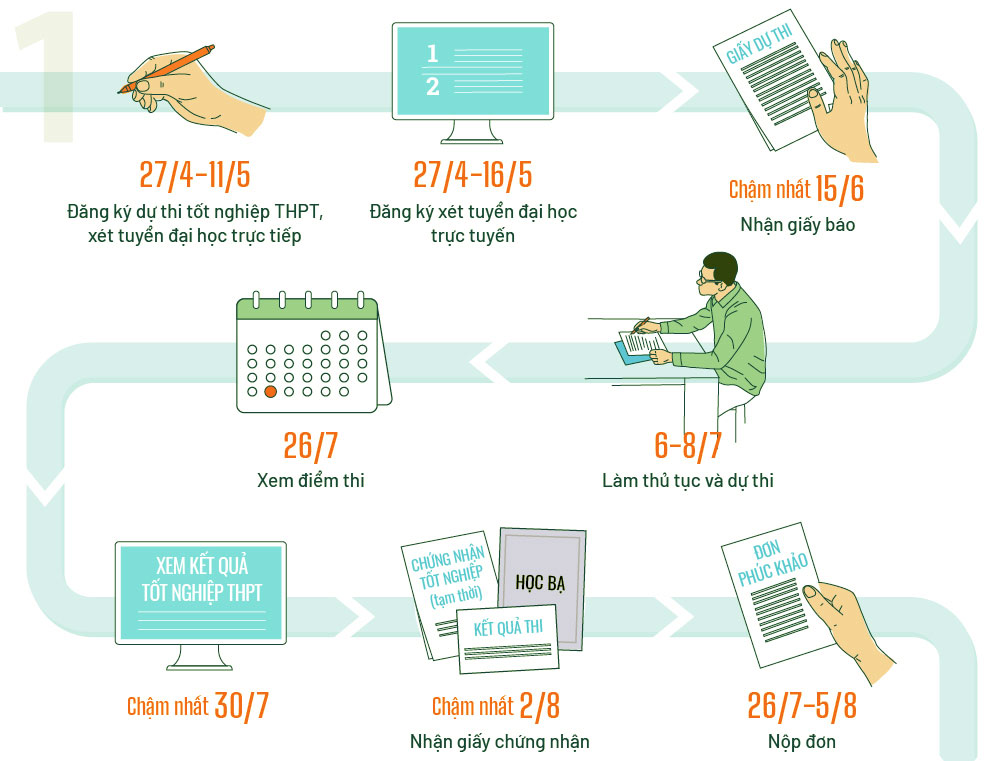 1
1
2
GIẤY DỰ THI
27/4-11/5
Đăng ký dự thi tốt nghiệp THPT,
xét tuyển đại học trực tiếp
27/4-16/5
Đăng ký xét tuyển đại học
trực tuyến
Chậm nhất 15/6
Nhận giấy báo
26/7
Xem điểm thi
6-8/7
Làm thủ tục và dự thi
XEM KẾT QUẢ
TỐT NGHIỆP THPT
CHỨNG NHẬN
TỐT NGHIỆP
(tạm thời)
HỌC BẠ
KẾT QUẢ THI
ĐƠN
PHÚC KHẢO
Chậm nhất 30/7
Chậm nhất 2/8
Nhận giấy chứng nhận
26/7-5/8
Nộp đơn